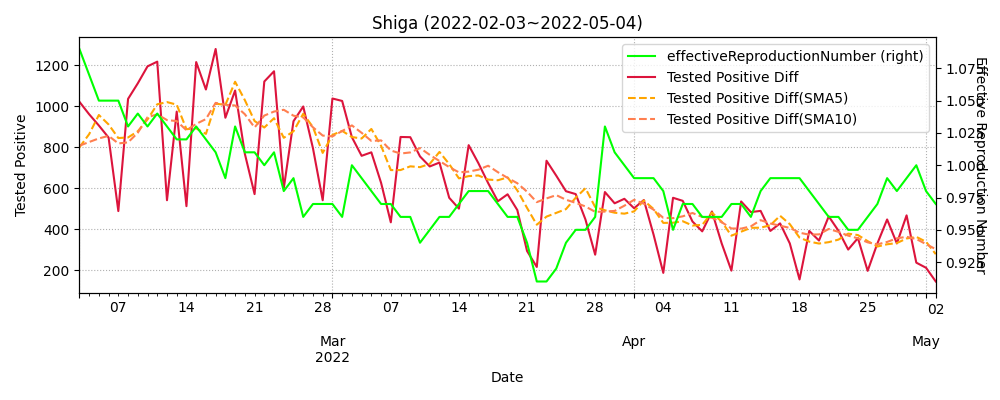 Shiga (2022-02-03~2022-05-04)
effectiveReproductionNumber (right)
Tested Positive Diff
Tested Positive Diff(SMA5)
Tested Positive Diff(SMA10)
Tested Positive
1200
1000
800
600
400
200
1.075
1.050
1.025
1.000
0.975
0.950
0.925
Effective Reproduction Number
07 14 21 28 07 14 21 28 04 11 18 25 02
Mar Apr May
2022
Date